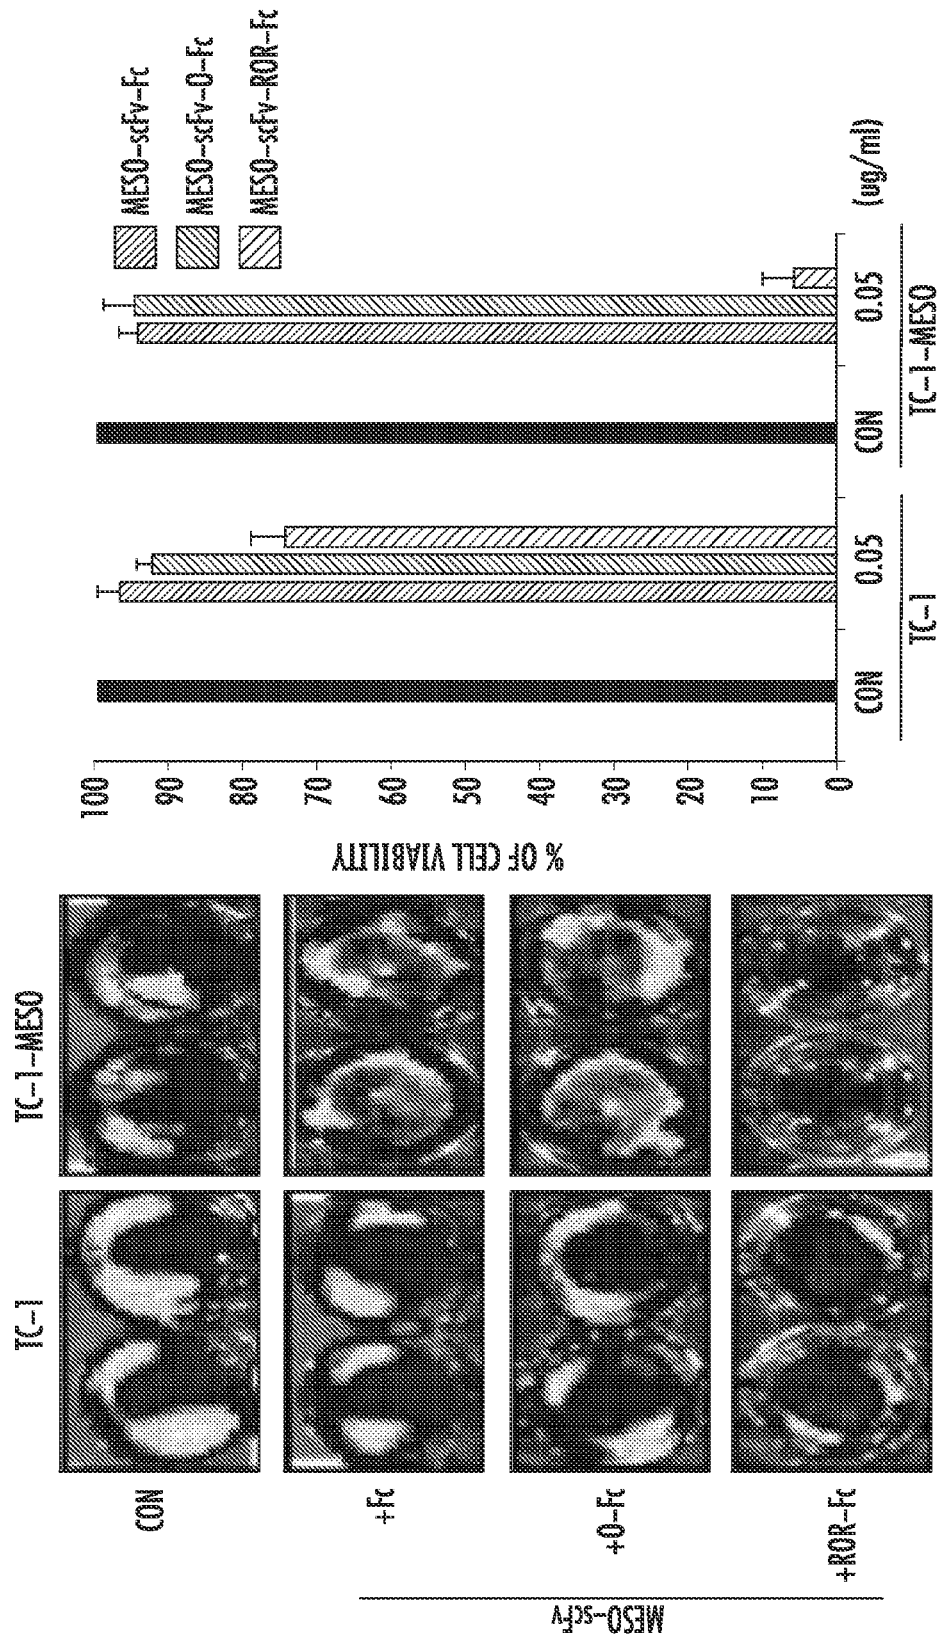 TC-1
TC-1-MESO
CON
+Fc
+O-Fc
+ROR-Fc
MESO-scFv
% OF CELL VIABILITY
100
90
80
70
60
50
40
30
20
10
0
CON
0.05
CON
0.05
(ug/ml)
TC-1
TC-1-MESO
MESO-scFv-Fc
MESO-scFv-O-Fc
MESO-scFv-ROR-Fc